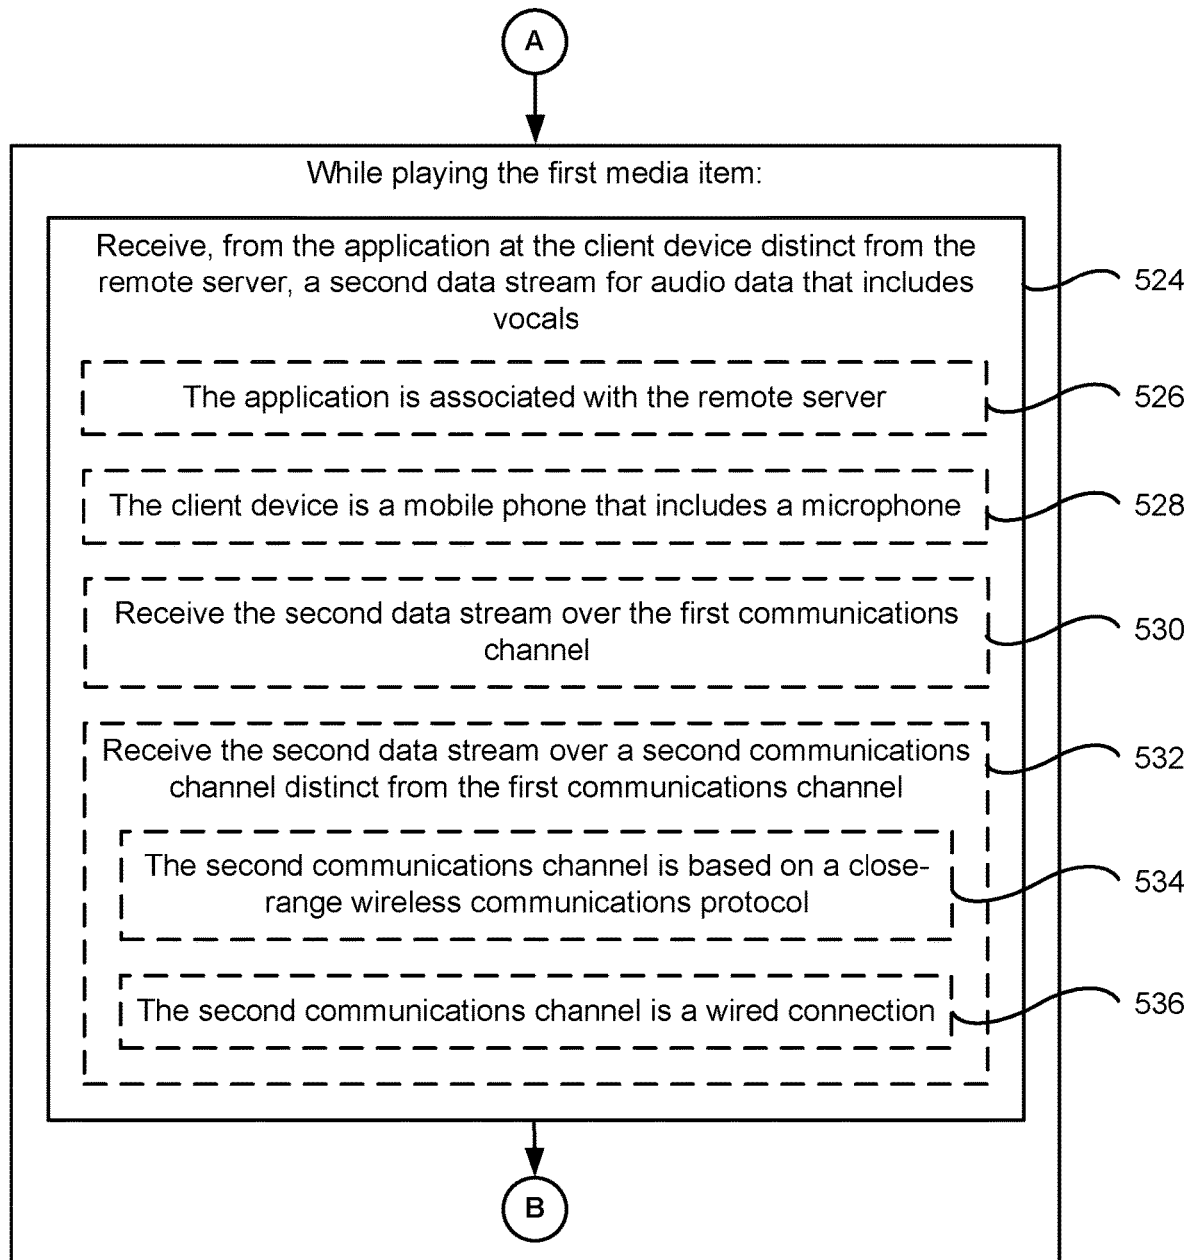 A
While playing the first media item:
Receive, from the application at the client device distinct from the
remote server, a second data stream for audio data that includes
vocals
524
The application is associated with the remote server
526
The client device is a mobile phone that includes a microphone
528
Receive the second data stream over the first communications
channel
530
Receive the second data stream over a second communications
channel distinct from the first communications channel
532
The second communications channel is based on a close-
range wireless communications protocol
534
The second communications channel is a wired connection
536
B